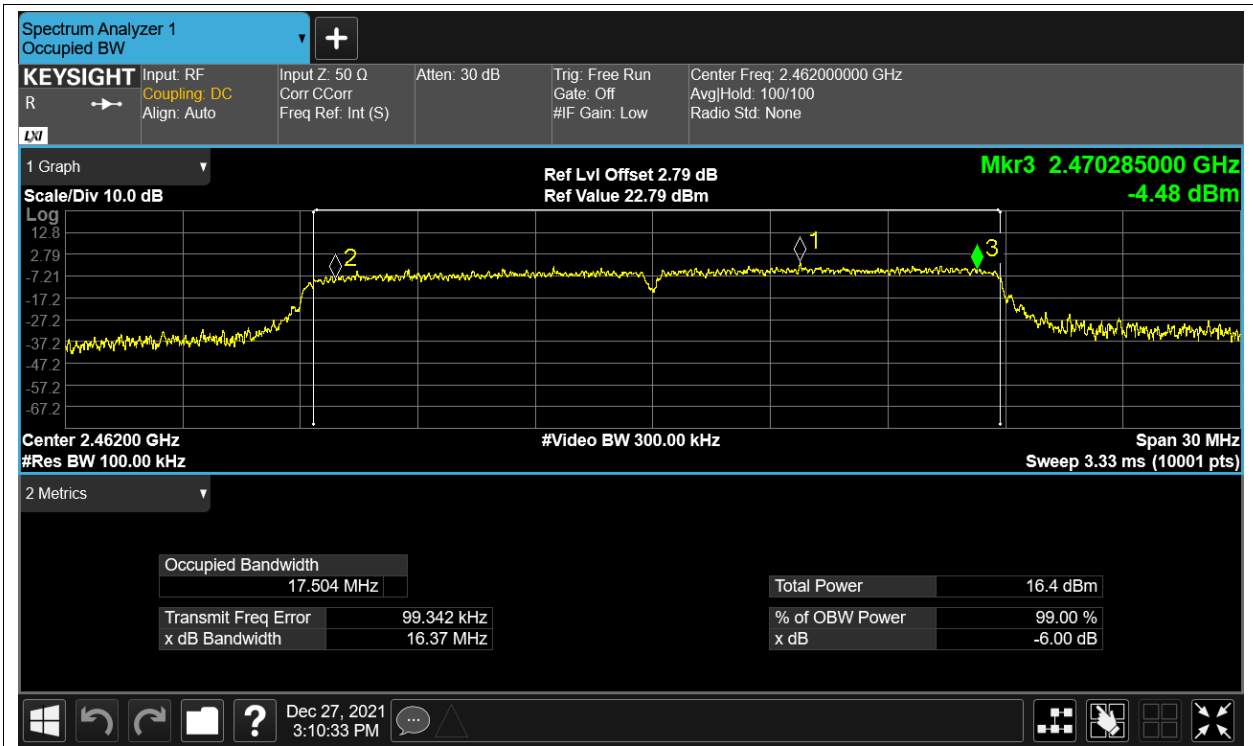 Spectrum Analyzer 1
Occupied BW
KEYSIGHT
R
LXI
Input: RF
Coupling: DC
Align: Auto
Input Z: 50 Ω
Corr CCorr
Freq Ref: Int (S)
Atten: 30 dB
Trig: Free Run
Gate: Off
#IF Gain: Low
Center Freq: 2.462000000 GHz
Avg|Hold: 100/100
Radio Std: None
1 Graph
Scale/Div 10.0 dB
Ref Lvl Offset 2.79 dB
Ref Value 22.79 dBm
Mkr3 2.470285000 GHz
-4.48 dBm
Log
12.8
2.79
-7.21
-17.2
-27.2
-37.2
-47.2
-57.2
-67.2
2
1
3
Center 2.46200 GHz
#Res BW 100.00 kHz
#Video BW 300.00 kHz
Span 30 MHz
Sweep 3.33 ms (10001 pts)
2 Metrics
Occupied Bandwidth
17.504 MHz
Transmit Freq Error 99.342 kHz
x dB Bandwidth 16.37 MHz
Total Power 16.4 dBm
% of OBW Power 99.00 %
x dB -6.00 dB
?
Dec 27, 2021
3:10:33 PM